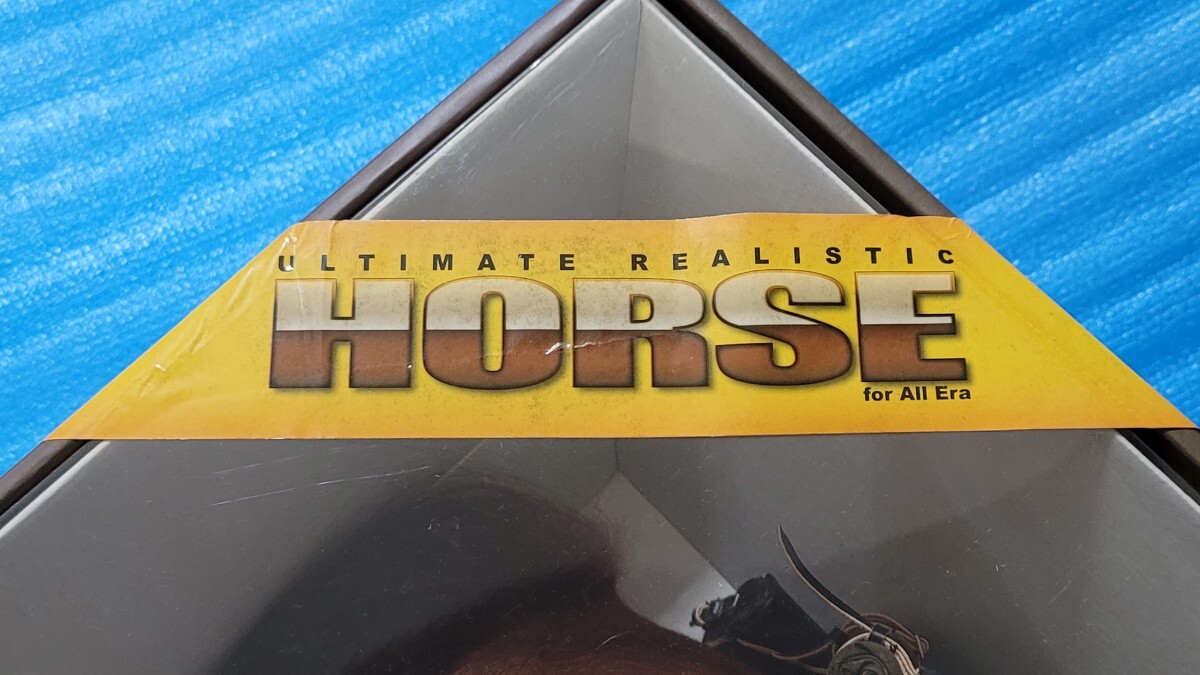 ULTIMATE REALISTIC
HORSE
for All Era